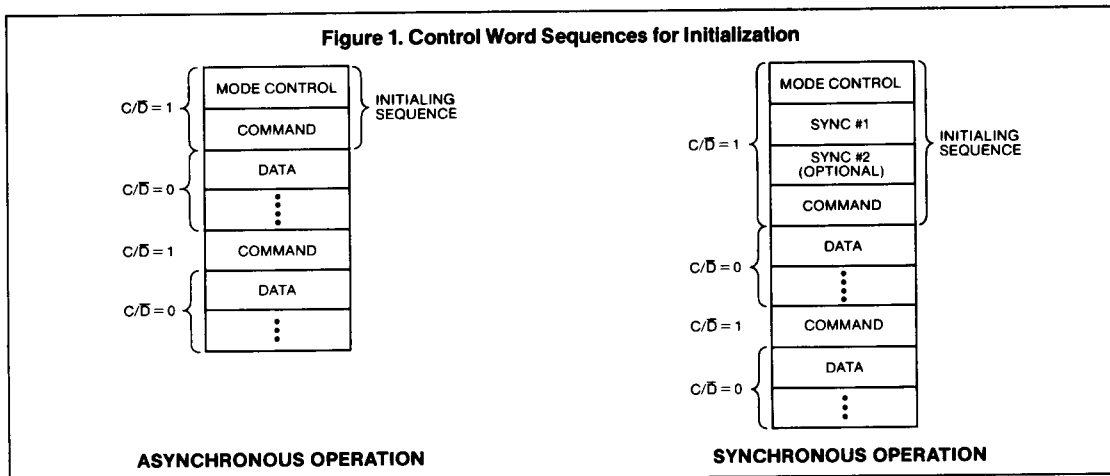 Figure 1. Control Word Sequences for Initialization
C/D̅ = 1
MODE CONTROL
COMMAND
INITIALING
SEQUENCE
C/D̅ = 0
DATA
C/D̅ = 1
COMMAND
C/D̅ = 0
DATA
ASYNCHRONOUS OPERATION
C/D̅ = 1
MODE CONTROL
SYNC #1
SYNC #2
(OPTIONAL)
COMMAND
INITIALING
SEQUENCE
C/D̅ = 0
DATA
C/D̅ = 1
COMMAND
C/D̅ = 0
DATA
SYNCHRONOUS OPERATION